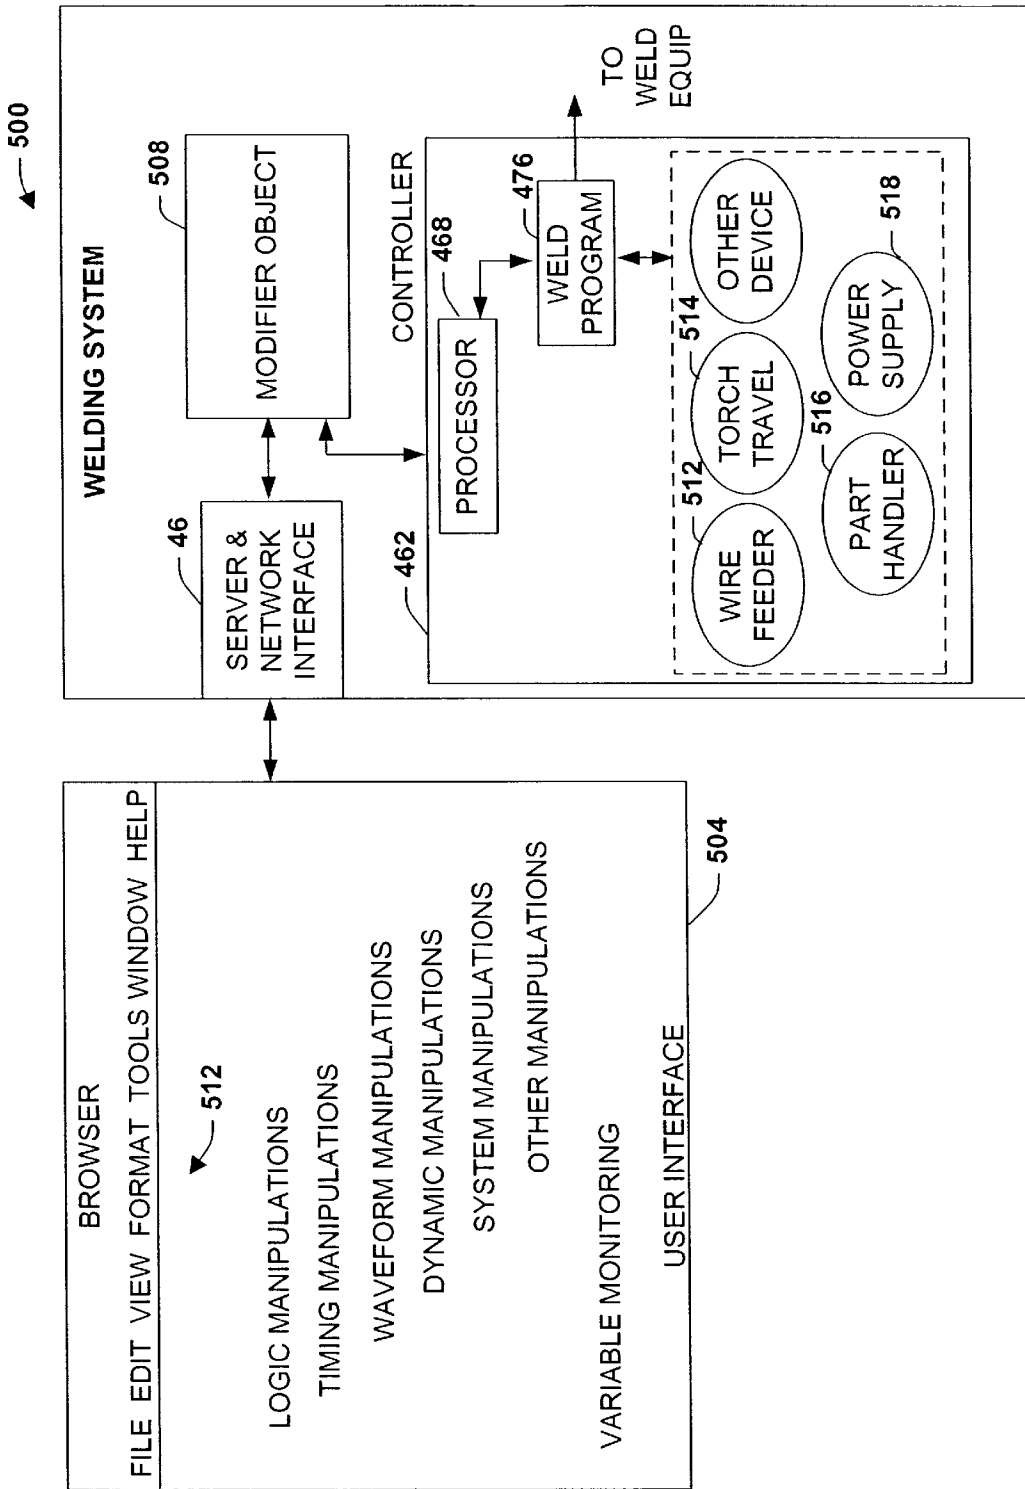 500
BROWSER
FILE EDIT VIEW FORMAT TOOLS WINDOW HELP
512
LOGIC MANIPULATIONS
TIMING MANIPULATIONS
WAVEFORM MANIPULATIONS
DYNAMIC MANIPULATIONS
SYSTEM MANIPULATIONS
OTHER MANIPULATIONS
VARIABLE MONITORING
USER INTERFACE
504
WELDING SYSTEM
46
SERVER &
NETWORK
INTERFACE
508
MODIFIER OBJECT
462
CONTROLLER
468
PROCESSOR
476
WELD
PROGRAM
TO
WELD
EQUIP
512
WIRE
FEEDER
514
TORCH
TRAVEL
OTHER
DEVICE
516
PART
HANDLER
518
POWER
SUPPLY